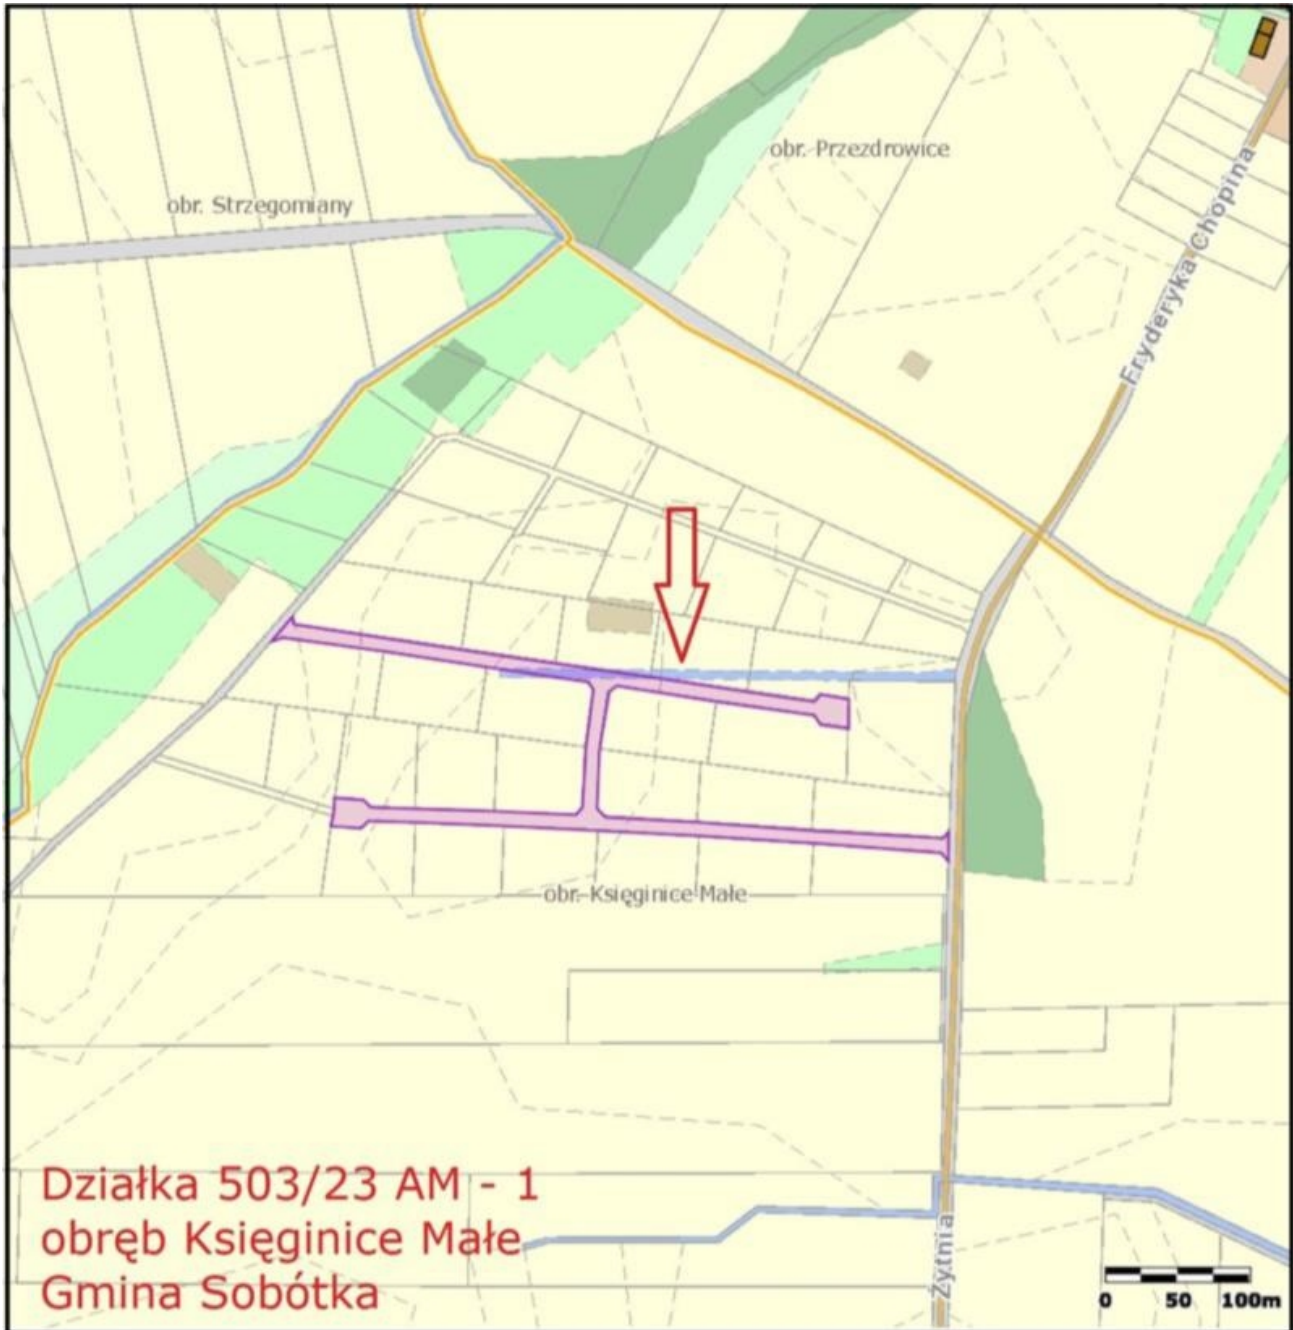 obr. Przezdrowice
obr. Strzegomiany
Fryderyka Chopina
obr. Księginice Małe
Działka 503/23 AM - 1
obręb Księginice Małe
Gmina Sobótka
Żytnia
0 50 100m